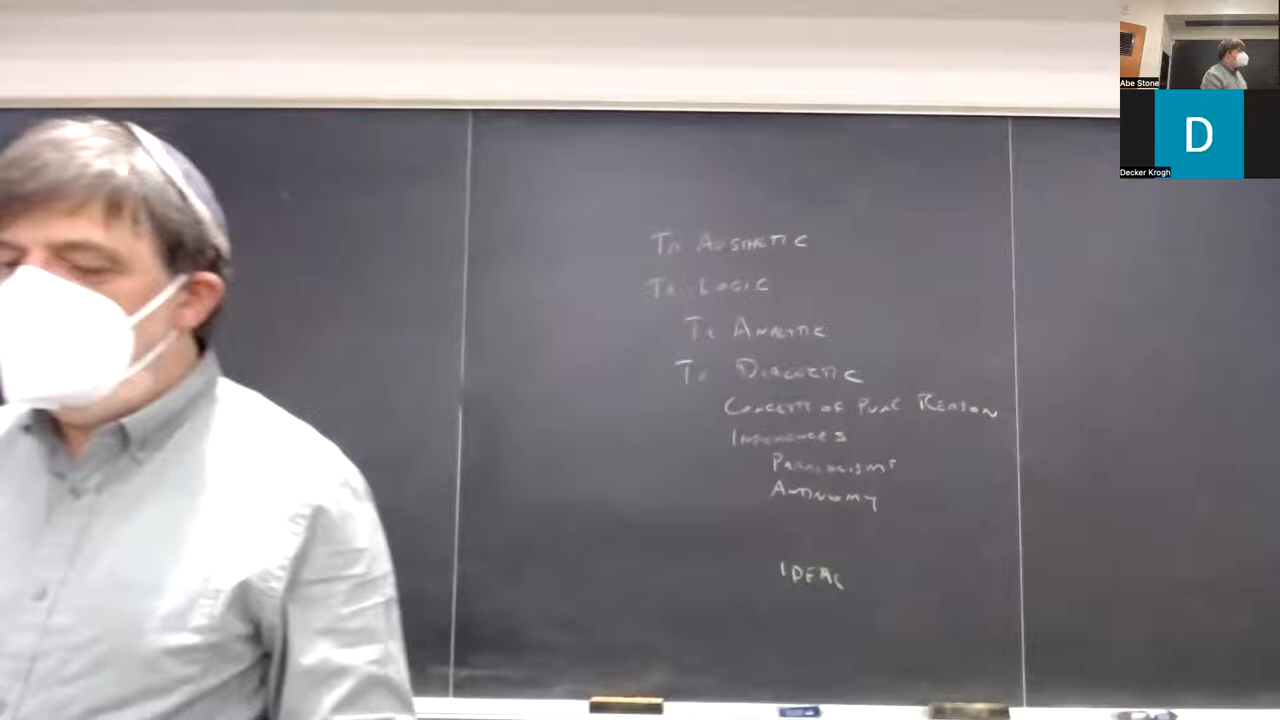 Tr AESTHETIC
Tr LOGIC
Tr ANALYTIC
Tr DIALECTIC
CONCEPTS OF PURE REASON
INFERENCES
PARALOGISMS
ANTINOMY
IDEAL
Abe Stone
D
Decker Krogh